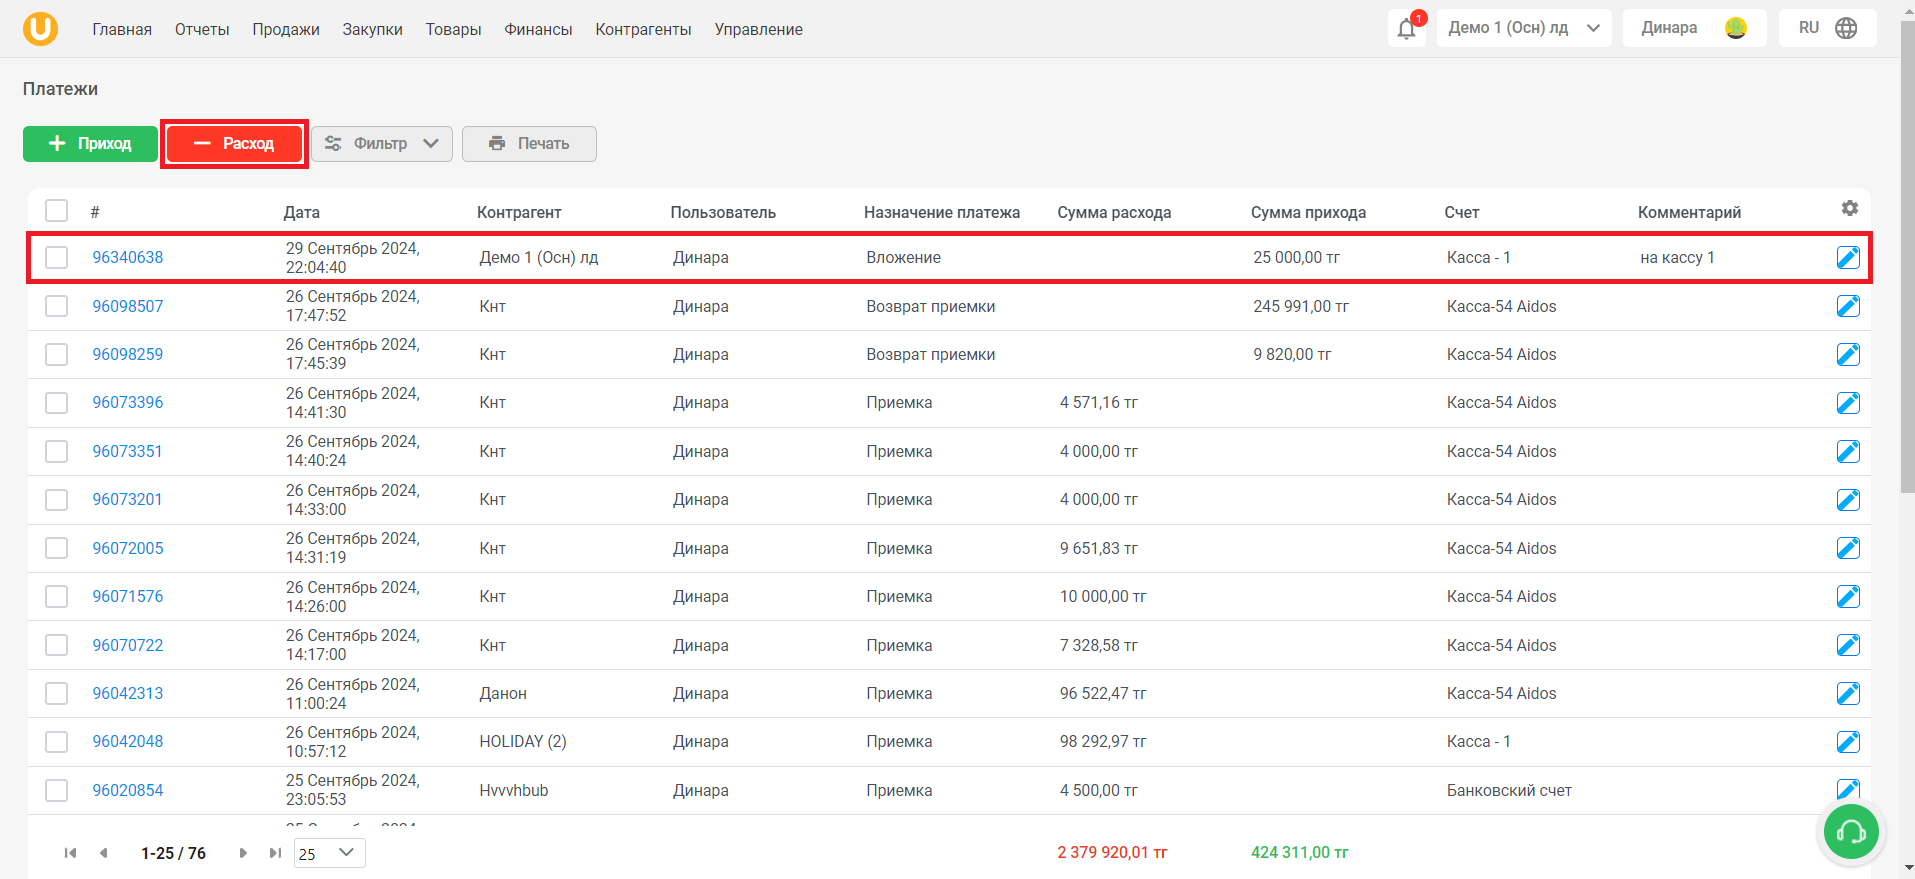 U Главная Отчеты Продажи Закупки Товары Финансы Контрагенты Управление 1 Демо 1 (Осн) лд Динара RU
Платежи
+ Приход — Расход Фильтр Печать
# Дата Контрагент Пользователь Назначение платежа Сумма расхода Сумма прихода Счет Комментарий
96340638 29 Сентябрь 2024, 22:04:40 Демо 1 (Осн) лд Динара Вложение 25 000,00 тг Касса - 1 на кассу 1
96098507 26 Сентябрь 2024, 17:47:52 Кнт Динара Возврат приемки 245 991,00 тг Касса-54 Aidos
96098259 26 Сентябрь 2024, 17:45:39 Кнт Динара Возврат приемки 9 820,00 тг Касса-54 Aidos
96073396 26 Сентябрь 2024, 14:41:30 Кнт Динара Приемка 4 571,16 тг Касса-54 Aidos
96073351 26 Сентябрь 2024, 14:40:24 Кнт Динара Приемка 4 000,00 тг Касса-54 Aidos
96073201 26 Сентябрь 2024, 14:33:00 Кнт Динара Приемка 4 000,00 тг Касса-54 Aidos
96072005 26 Сентябрь 2024, 14:31:19 Кнт Динара Приемка 9 651,83 тг Касса-54 Aidos
96071576 26 Сентябрь 2024, 14:26:00 Кнт Динара Приемка 10 000,00 тг Касса-54 Aidos
96070722 26 Сентябрь 2024, 14:17:00 Кнт Динара Приемка 7 328,58 тг Касса-54 Aidos
96042313 26 Сентябрь 2024, 11:00:24 Данон Динара Приемка 96 522,47 тг Касса-54 Aidos
96042048 26 Сентябрь 2024, 10:57:12 HOLIDAY (2) Динара Приемка 98 292,97 тг Касса - 1
96020854 25 Сентябрь 2024, 23:05:53 Hvvvhbub Динара Приемка 4 500,00 тг Банковский счет
1-25 / 76 25 2 379 920,01 тг 424 311,00 тг